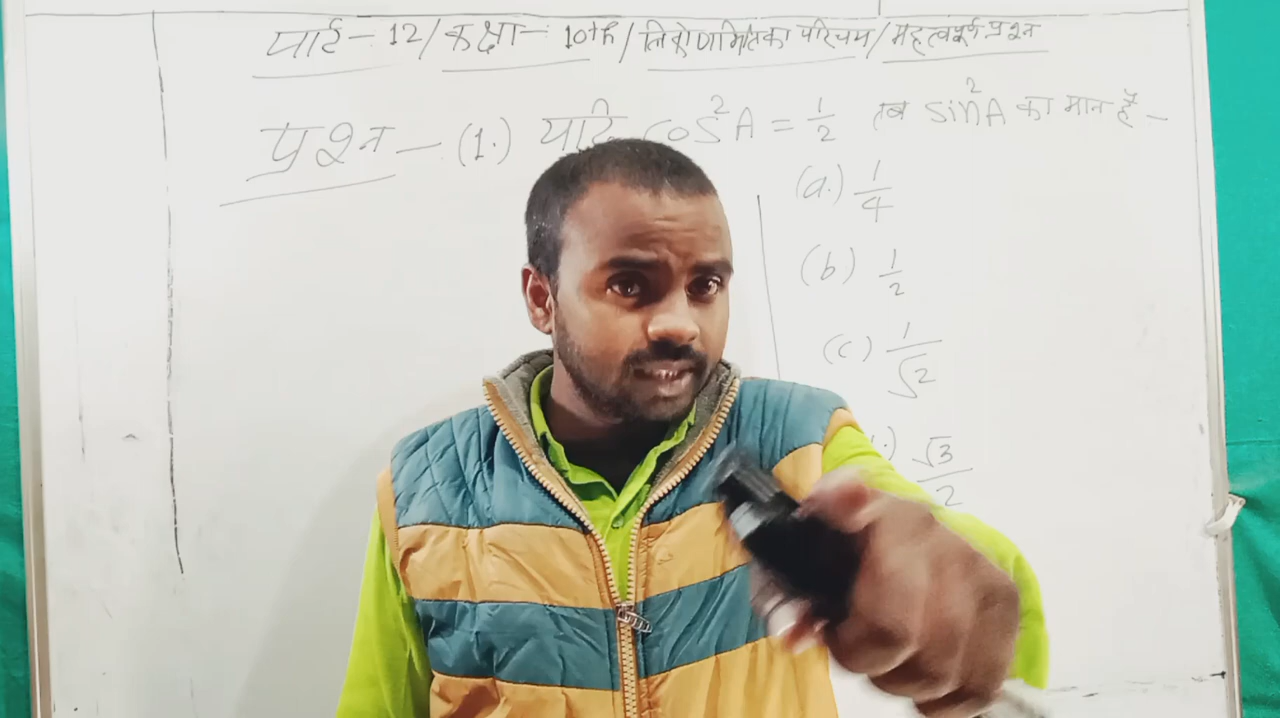 पार्ट - 12 / कक्षा - 10th / त्रिकोणमिति का परिचय / महत्वपूर्ण प्रश्न
प्रश्न - (1.) यदि cos²A = 1/2 तब sin²A का मान है -
(a.) 1/4
(b) 1/2
(c) 1/√2
.) √3/2